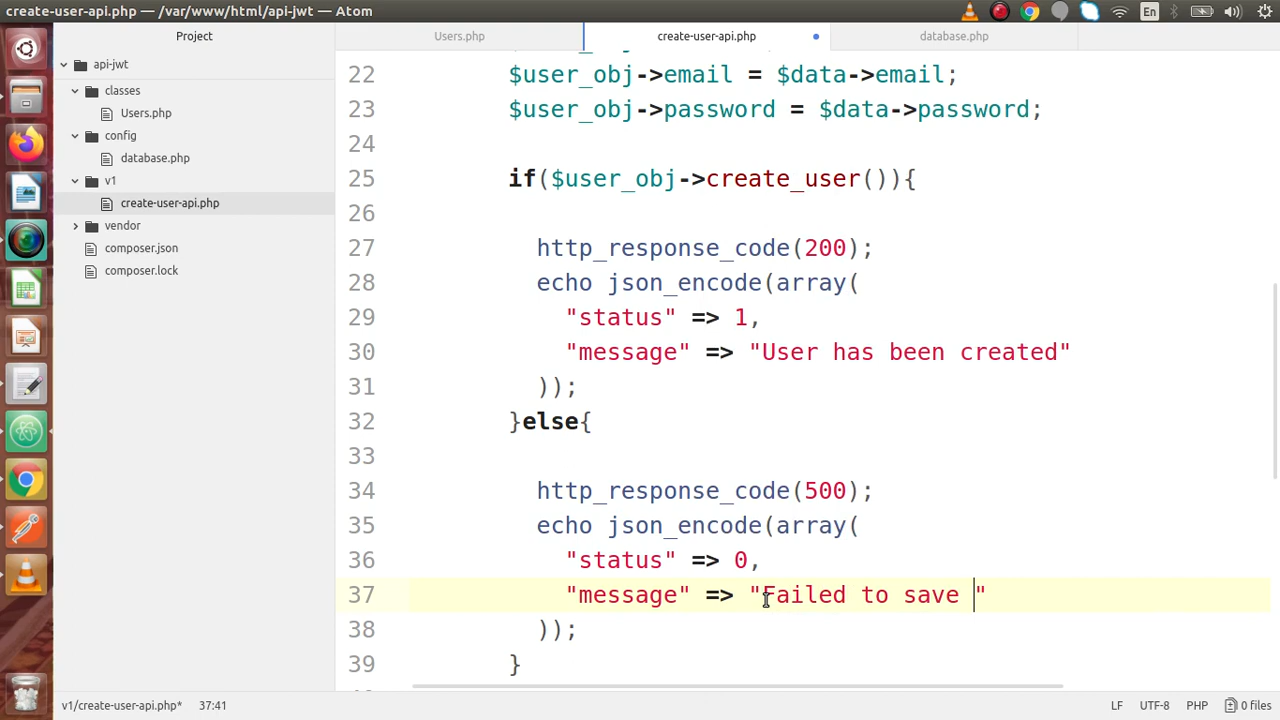 create-user-api.php — /var/www/html/api-jwt — Atom
En
Project
Users.php
create-user-api.php
database.php
api-jwt
classes
Users.php
config
database.php
v1
create-user-api.php
vendor
composer.json
composer.lock
22 $user_obj->email = $data->email;
23 $user_obj->password = $data->password;
24
25 if($user_obj->create_user()){
26
27 http_response_code(200);
28 echo json_encode(array(
29 "status" => 1,
30 "message" => "User has been created"
31 ));
32 }else{
33
34 http_response_code(500);
35 echo json_encode(array(
36 "status" => 0,
37 "message" => "Failed to save "
38 ));
39 }
v1/create-user-api.php* 37:41
LF UTF-8 PHP 0 files